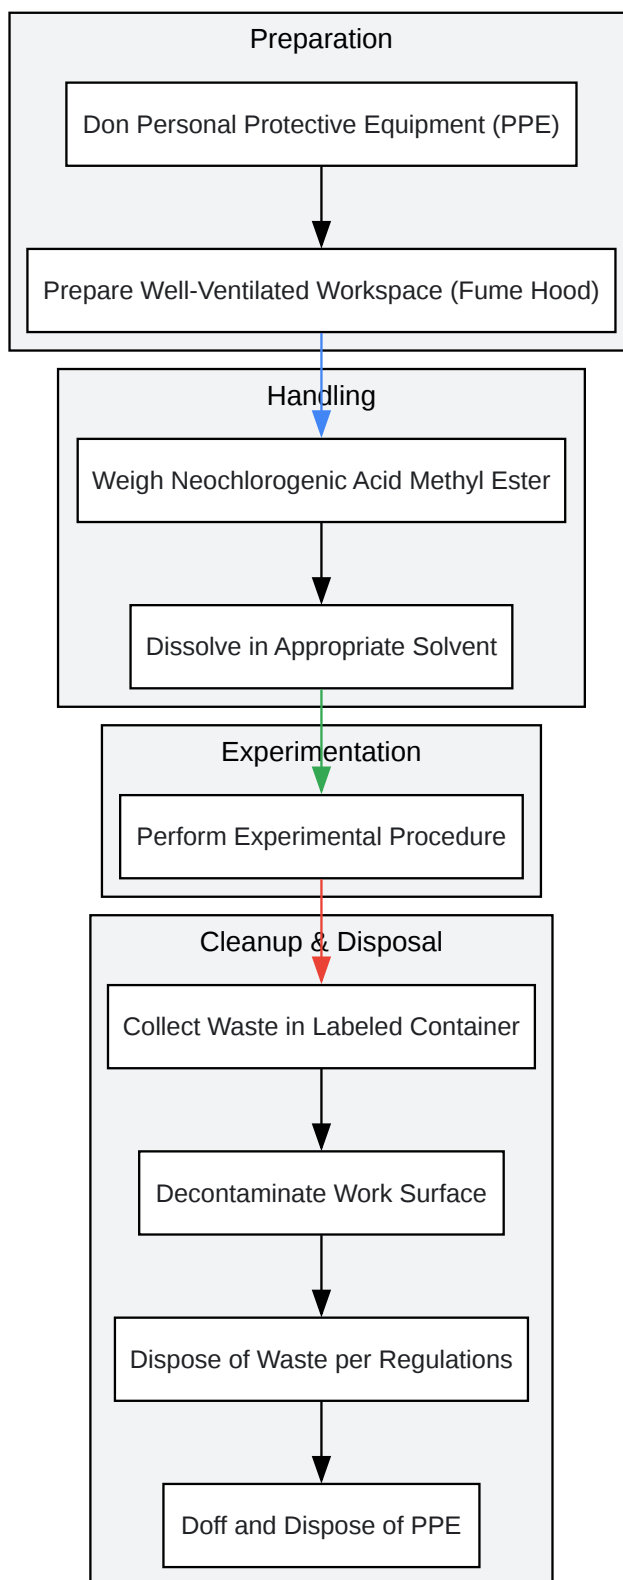 Preparation
Don Personal Protective Equipment (PPE)
Prepare Well-Ventilated Workspace (Fume Hood)
Handling
Weigh Neochlorogenic Acid Methyl Ester
Dissolve in Appropriate Solvent
Experimentation
Perform Experimental Procedure
Cleanup & Disposal
Collect Waste in Labeled Container
Decontaminate Work Surface
Dispose of Waste per Regulations
Doff and Dispose of PPE